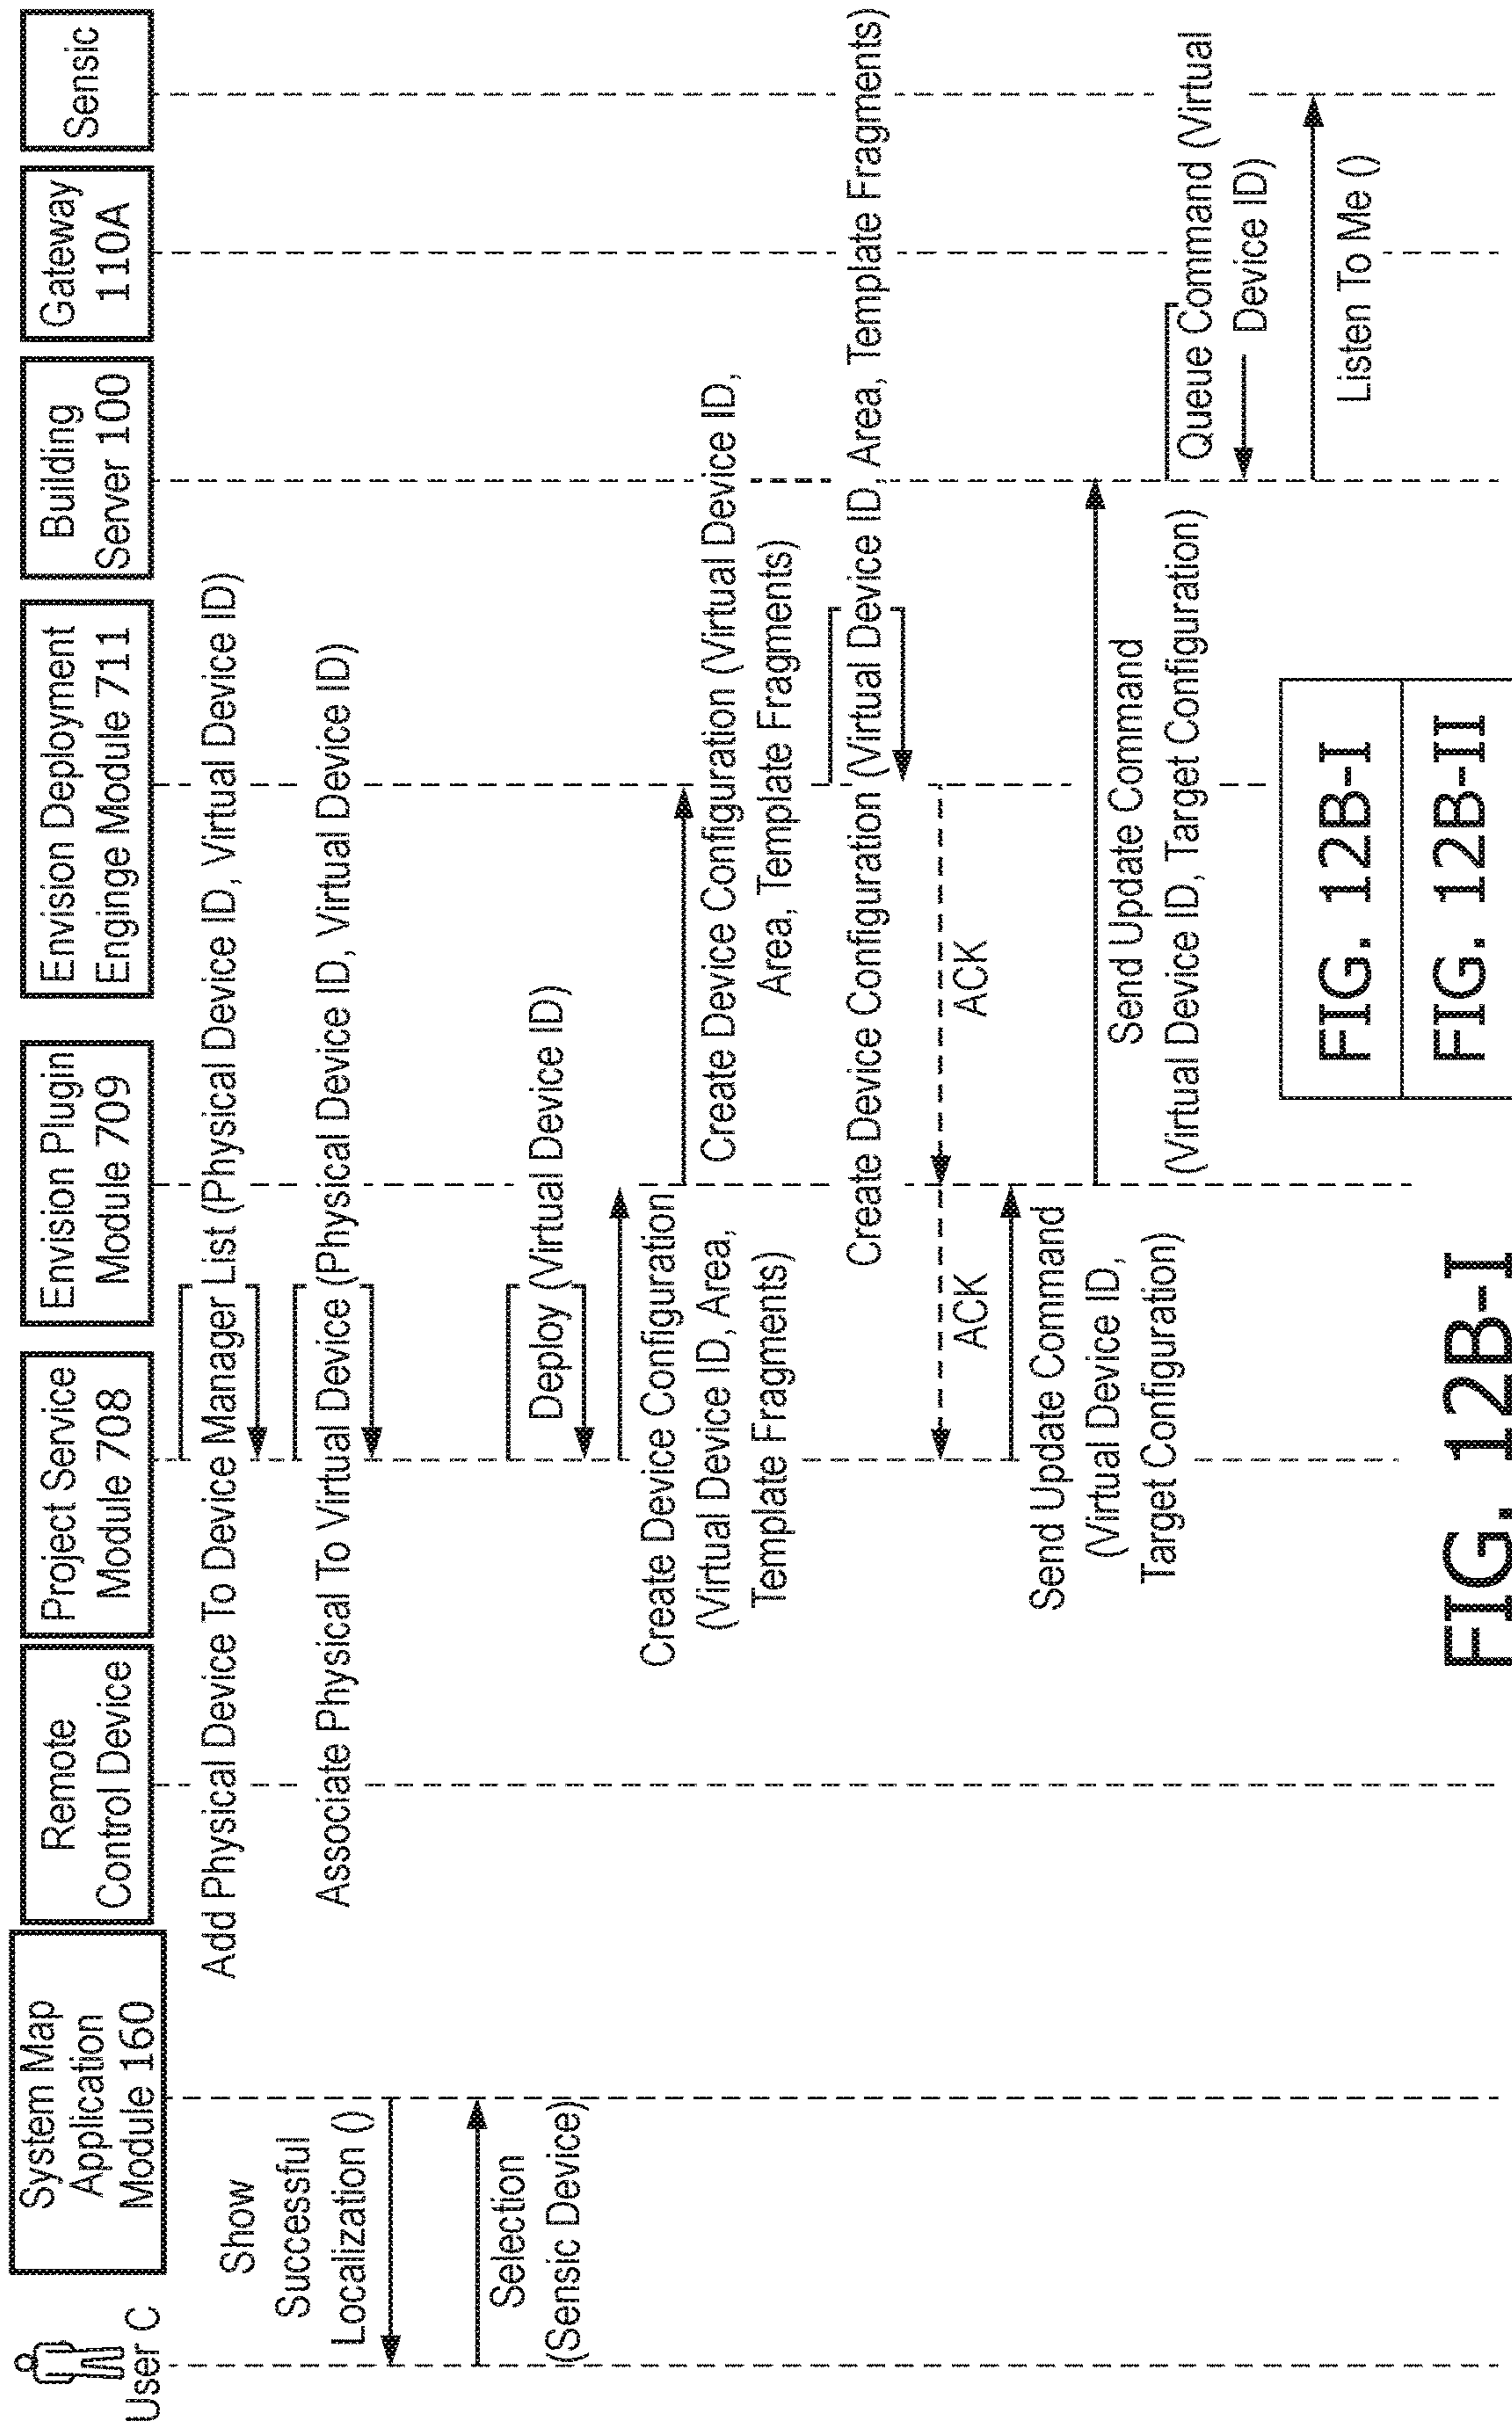 User C
System Map
Application
Module 160
Remote
Control Device
Project Service
Module 708
Envision Plugin
Module 709
Envision Deployment
Enginge Module 711
Building
Server 100
Gateway
110A
Sensic
Add Physical Device To Device Manager List (Physical Device ID, Virtual Device ID)
Show
Successful
Localization ()
Associate Physical To Virtual Device (Physical Device ID, Virtual Device ID)
Selection
(Sensic Device)
Deploy (Virtual Device ID)
Create Device Configuration
(Virtual Device ID, Area,
Template Fragments)
Create Device Configuration (Virtual Device ID,
Area, Template Fragments)
Create Device Configuration (Virtual Device ID, Area, Template Fragments)
ACK
ACK
Send Update Command
(Virtual Device ID,
Target Configuration)
Send Update Command
(Virtual Device ID, Target Configuration)
Queue Command (Virtual
Device ID)
Listen To Me ()
FIG. 12B-I
FIG. 12B-II
FIG. 12B-I